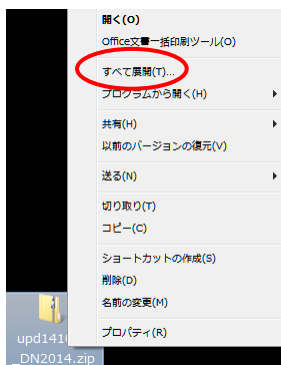 開く(O)
Office文書一括印刷ツール(O)
すべて展開(T)...
プログラムから開く(H)
共有(H)
以前のバージョンの復元(V)
送る(N)
切り取り(T)
コピー(C)
ショートカットの作成(S)
削除(D)
名前の変更(M)
プロパティ(R)
upd141
_DN2014.zip